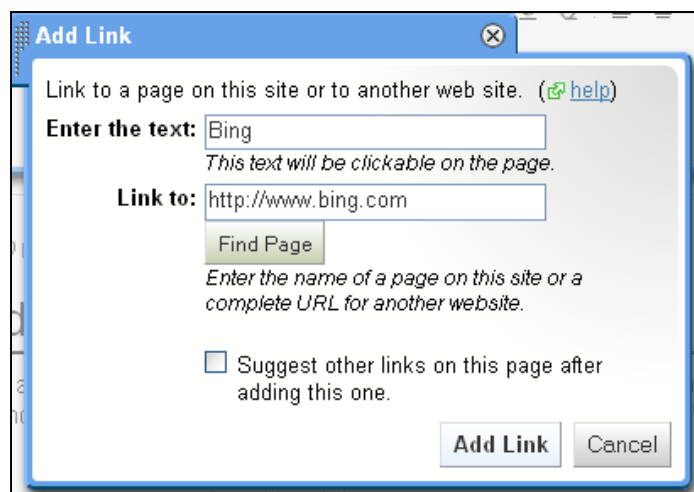 Add Link
Link to a page on this site or to another web site. (help)
Enter the text: Bing
This text will be clickable on the page.
Link to: http://www.bing.com
Find Page
Enter the name of a page on this site or a
complete URL for another website.
Suggest other links on this page after
adding this one.
Add Link Cancel